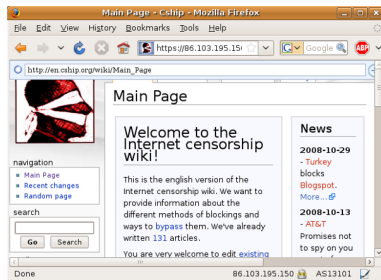 Main Page - Cship - Mozilla Firefox
File Edit View History Bookmarks Tools Help
https://86.103.195.15
Google
ABP
http://en.cship.org/wiki/Main_Page
Main Page
Welcome to the
Internet censorship
wiki!
This is the english version of the
Internet censorship wiki. We want to
provide information about the
different methods of blockings and
ways to bypass them. We've already
written 131 articles.
You are very welcome to edit existing
News
2008-10-29
- Turkey
blocks
Blogspot.
More...
2008-10-13
- AT&T
Promises not
to spy on you
navigation
Main Page
Recent changes
Random page
search
Go Search
Done 86.103.195.150 AS13101